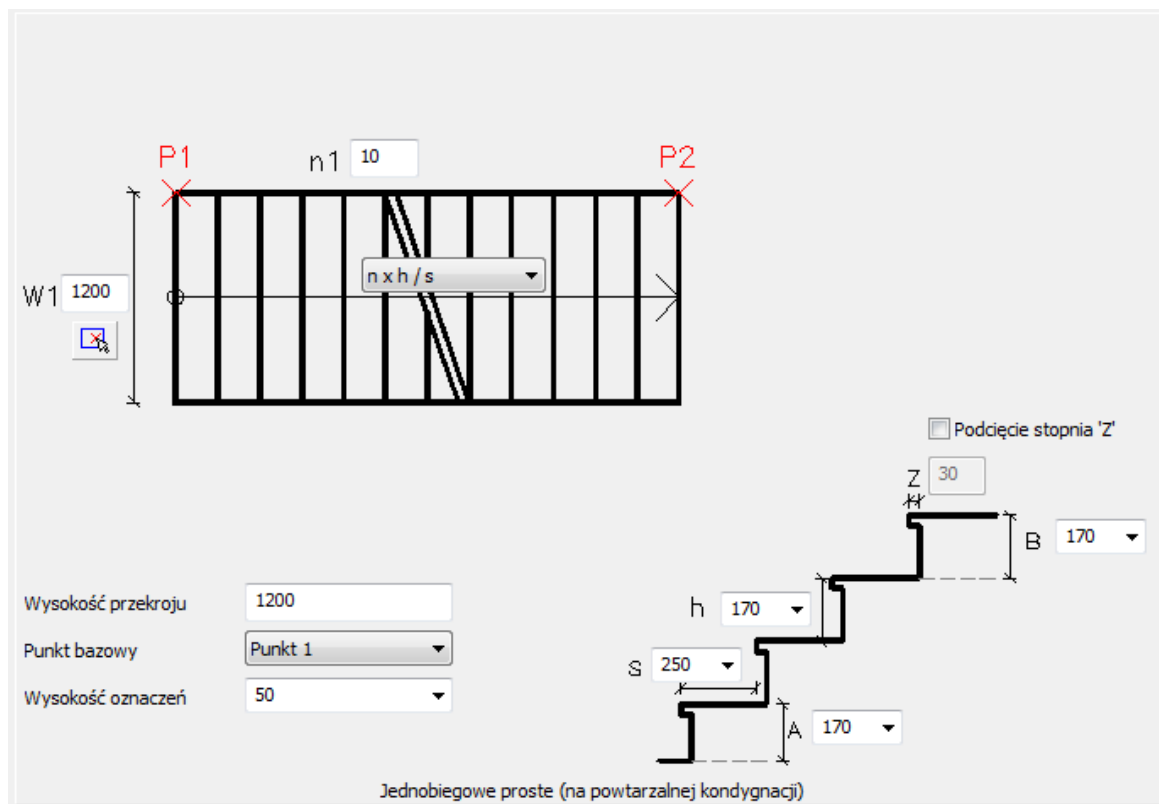 P1
n1 10
P2
n x h / s
W1 1200
Podcięcie stopnia 'Z'
Z 30
B 170
h 170
s 250
A 170
Wysokość przekroju 1200
Punkt bazowy Punkt 1
Wysokość oznaczeń 50
Jednobiegowe proste (na powtarzalnej kondygnacji)